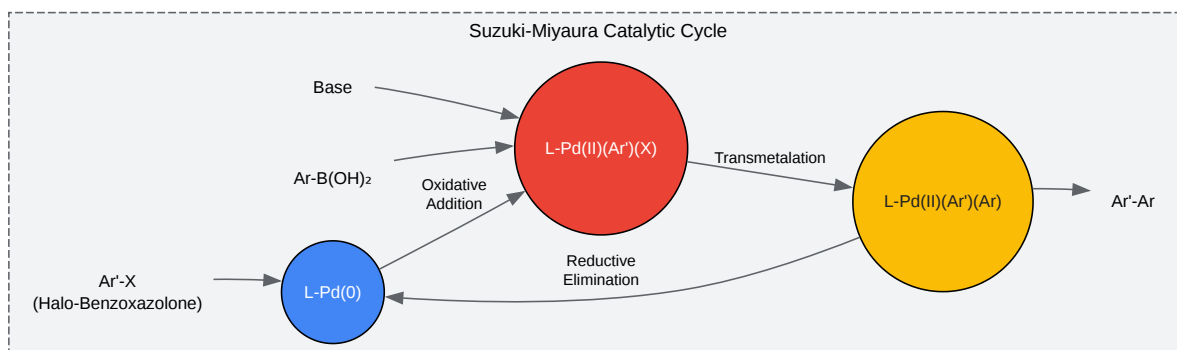 Suzuki-Miyaura Catalytic Cycle
Base
L-Pd(II)(Ar')(X)
Transmetalation
Ar-B(OH)₂
Oxidative
Addition
L-Pd(II)(Ar')(Ar)
Ar'-Ar
Reductive
Elimination
Ar'-X
(Halo-Benzoxazolone)
L-Pd(0)